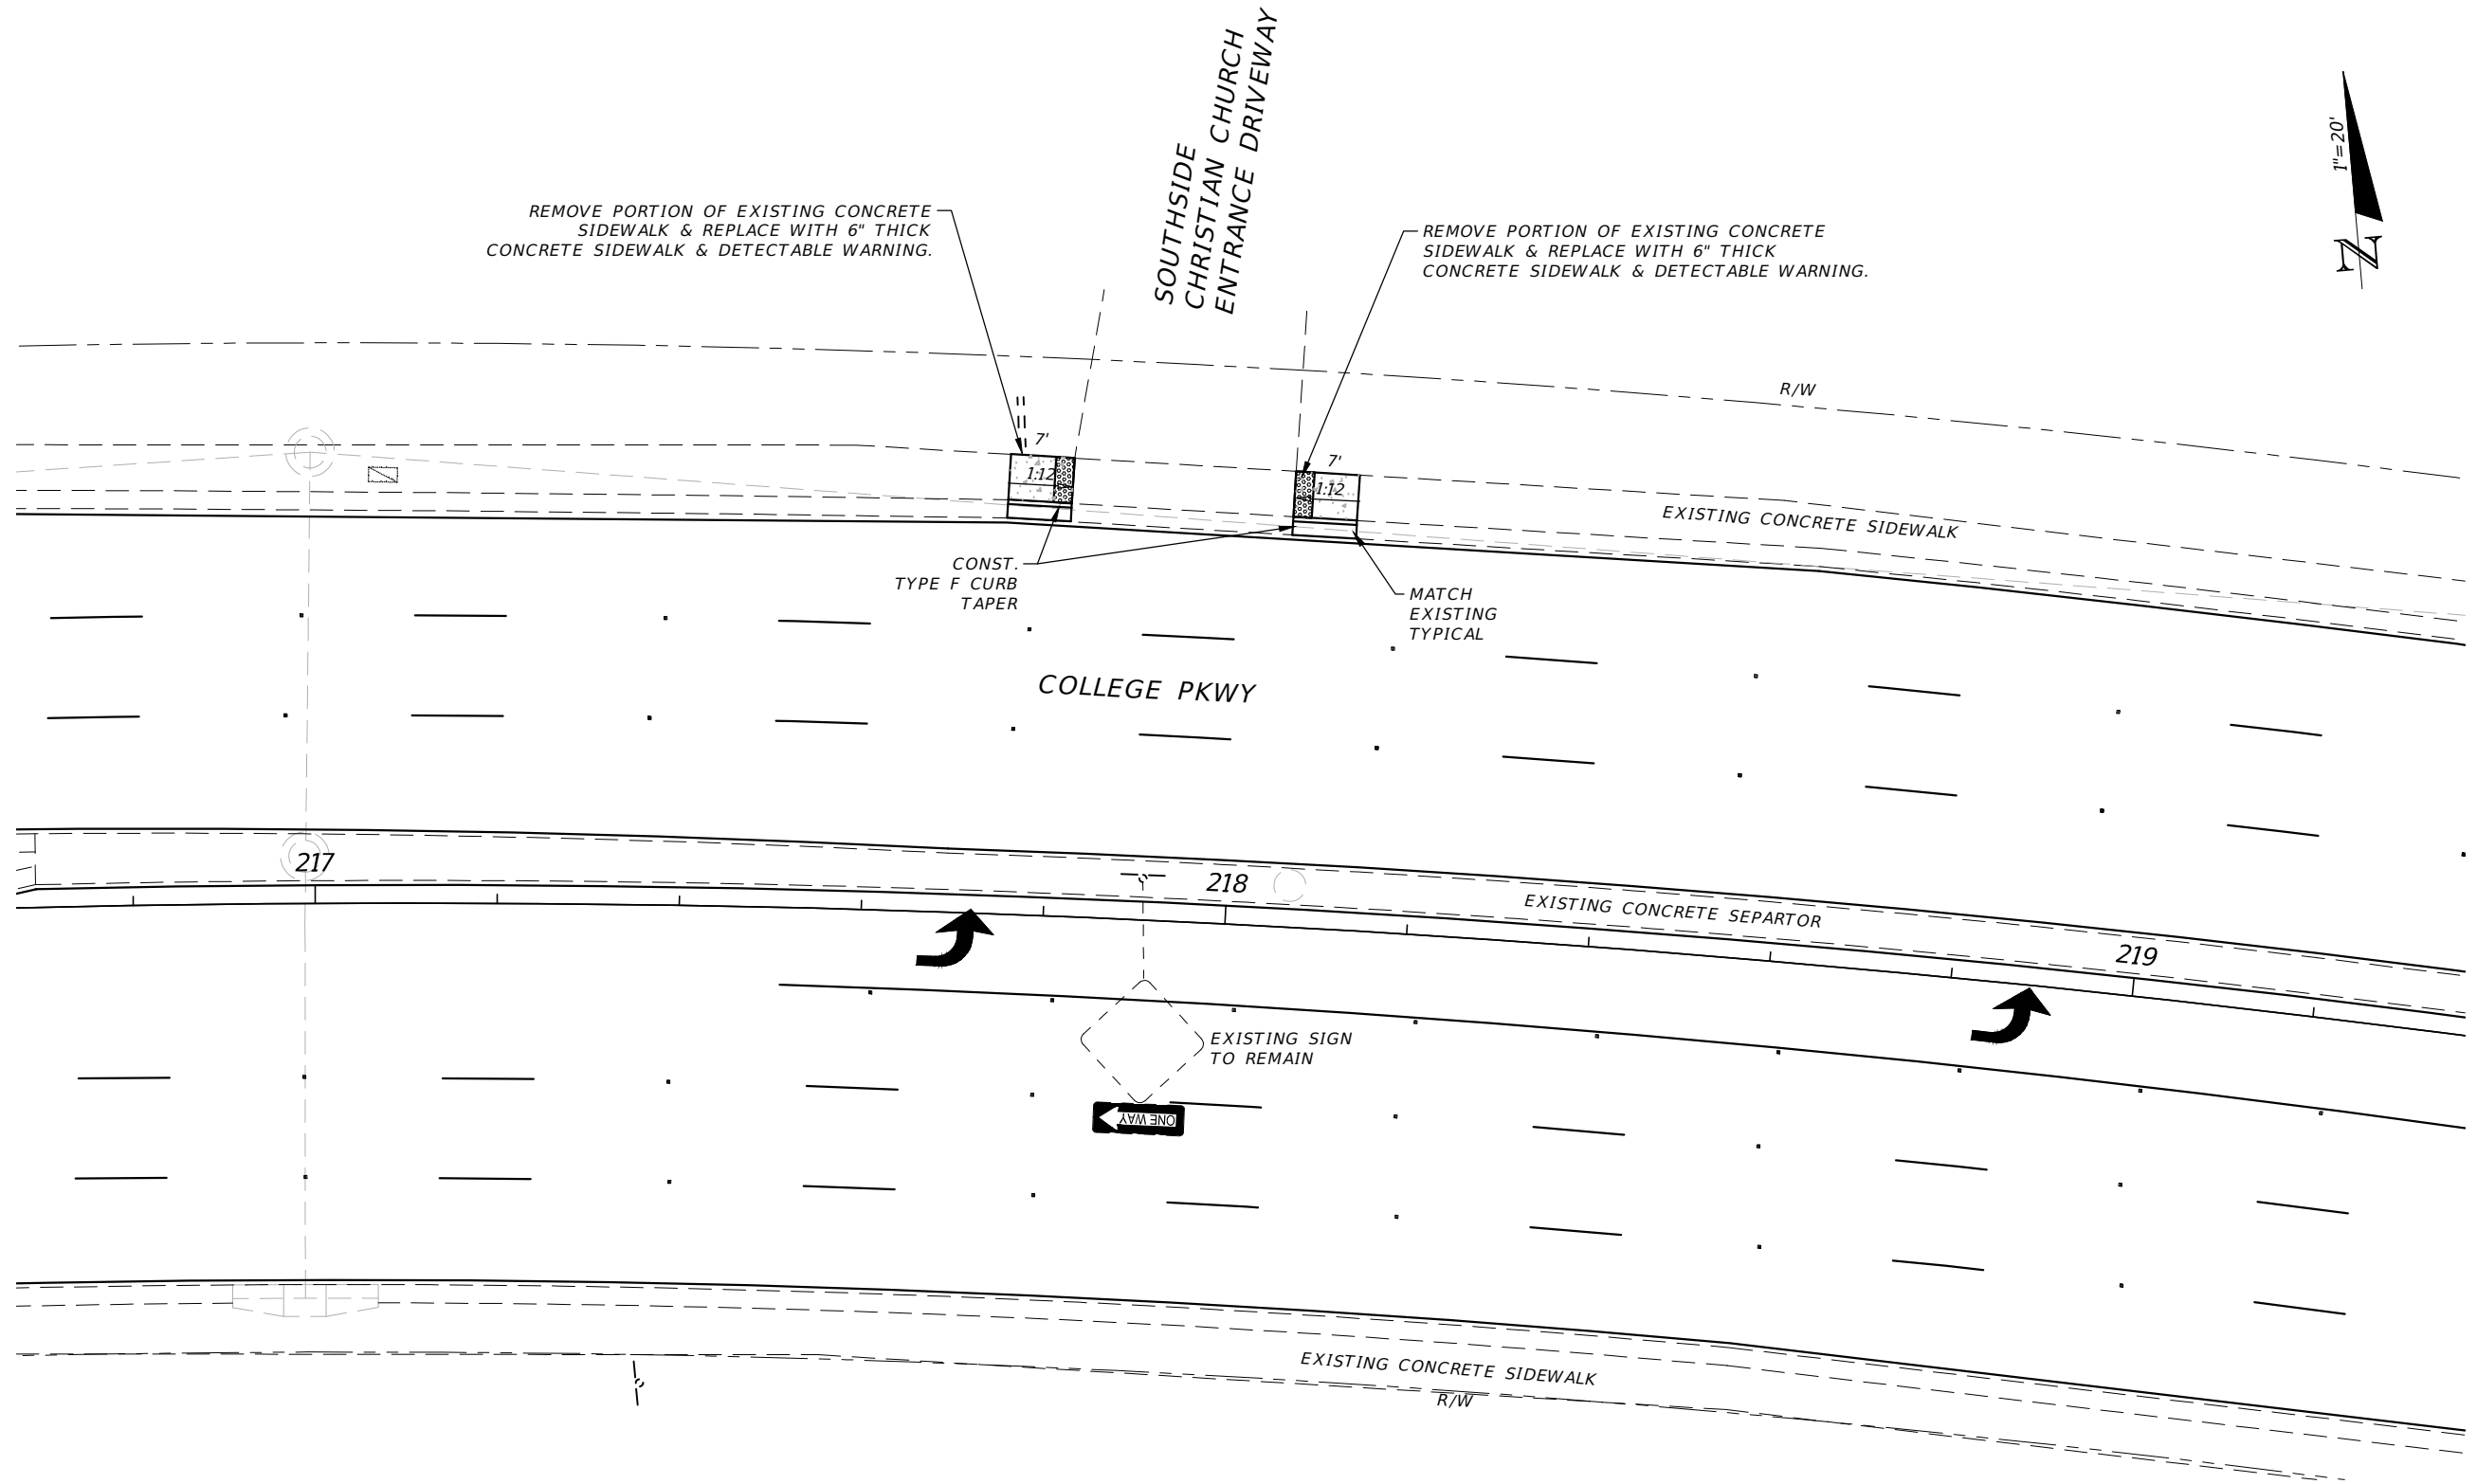 SOUTHSIDE
CHRISTIAN CHURCH
ENTRANCE DRIVEWAY
1"=20'
N
REMOVE PORTION OF EXISTING CONCRETE
SIDEWALK & REPLACE WITH 6" THICK
CONCRETE SIDEWALK & DETECTABLE WARNING.
REMOVE PORTION OF EXISTING CONCRETE
SIDEWALK & REPLACE WITH 6" THICK
CONCRETE SIDEWALK & DETECTABLE WARNING.
R/W
7'
1:12
7'
1:12
EXISTING CONCRETE SIDEWALK
CONST.
TYPE F CURB
TAPER
MATCH
EXISTING
TYPICAL
COLLEGE PKWY
217
218
EXISTING CONCRETE SEPARTOR
219
EXISTING SIGN
TO REMAIN
ONE WAY
EXISTING CONCRETE SIDEWALK
R/W